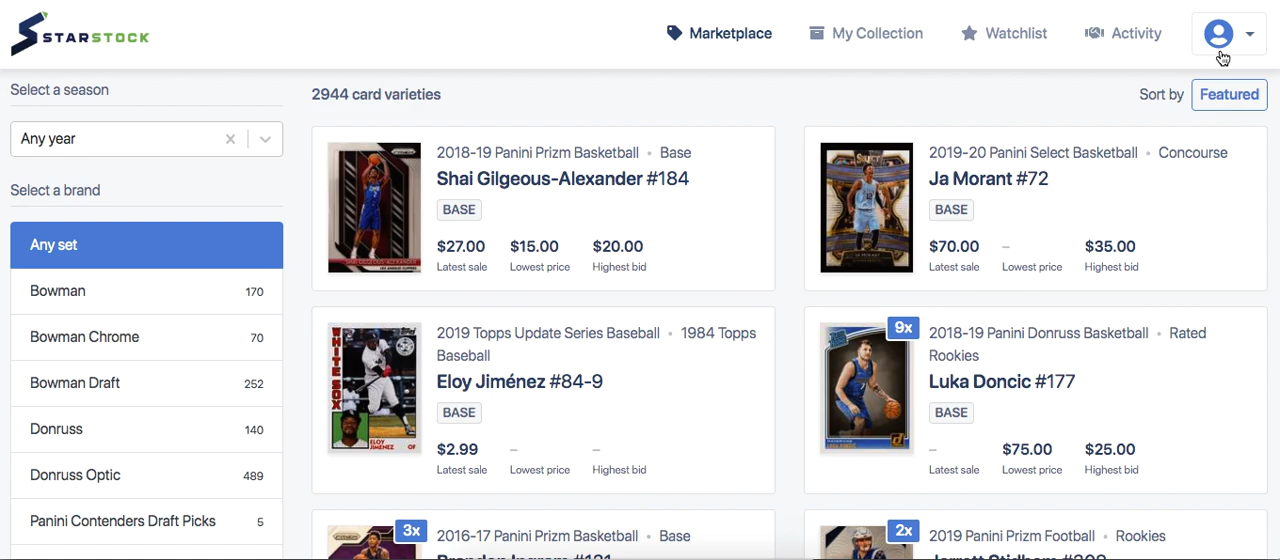 STARSTOCK
Marketplace
My Collection
Watchlist
Activity
Select a season
Any year
Select a brand
Any set
Bowman 170
Bowman Chrome 70
Bowman Draft 252
Donruss 140
Donruss Optic 489
Panini Contenders Draft Picks 5
2944 card varieties
Sort by Featured
2018-19 Panini Prizm Basketball • Base
Shai Gilgeous-Alexander #184
BASE
$27.00 $15.00 $20.00
Latest sale Lowest price Highest bid
2019-20 Panini Select Basketball • Concourse
Ja Morant #72
BASE
$70.00 – $35.00
Latest sale Lowest price Highest bid
WHITE SOX
ELOY JIMENEZ OF
2019 Topps Update Series Baseball • 1984 Topps
Baseball
Eloy Jiménez #84-9
BASE
$2.99 – –
Latest sale Lowest price Highest bid
9x
2018-19 Panini Donruss Basketball • Rated
Rookies
Luka Doncic #177
BASE
– $75.00 $25.00
Latest sale Lowest price Highest bid
3x
2016-17 Panini Prizm Basketball • Base
2x
2019 Panini Prizm Football • Rookies